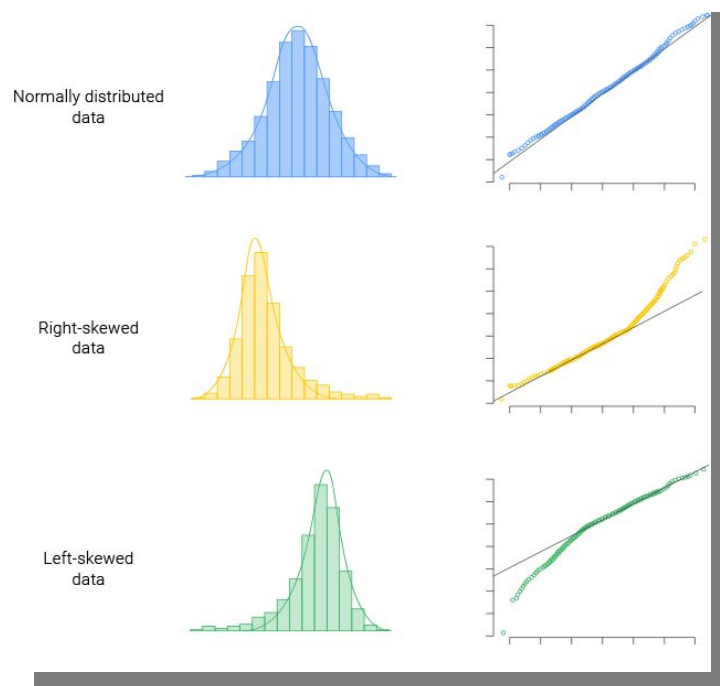 Normally distributed
data
Right-skewed
data
Left-skewed
data